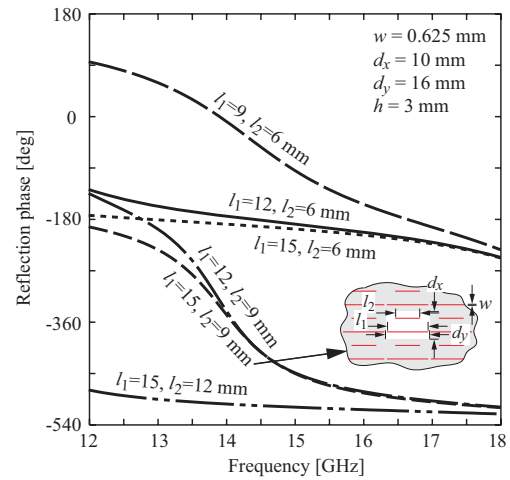 180
0
-180
-360
-540
Reflection phase [deg]
w = 0.625 mm
dx = 10 mm
dy = 16 mm
h = 3 mm
l1=9, l2=6 mm
l1=12, l2=6 mm
l1=15, l2=6 mm
l1=12, l2=9 mm
l1=15, l2=9 mm
l1=15, l2=12 mm
dx
w
l2
l1
dy
12 13 14 15 16 17 18
Frequency [GHz]